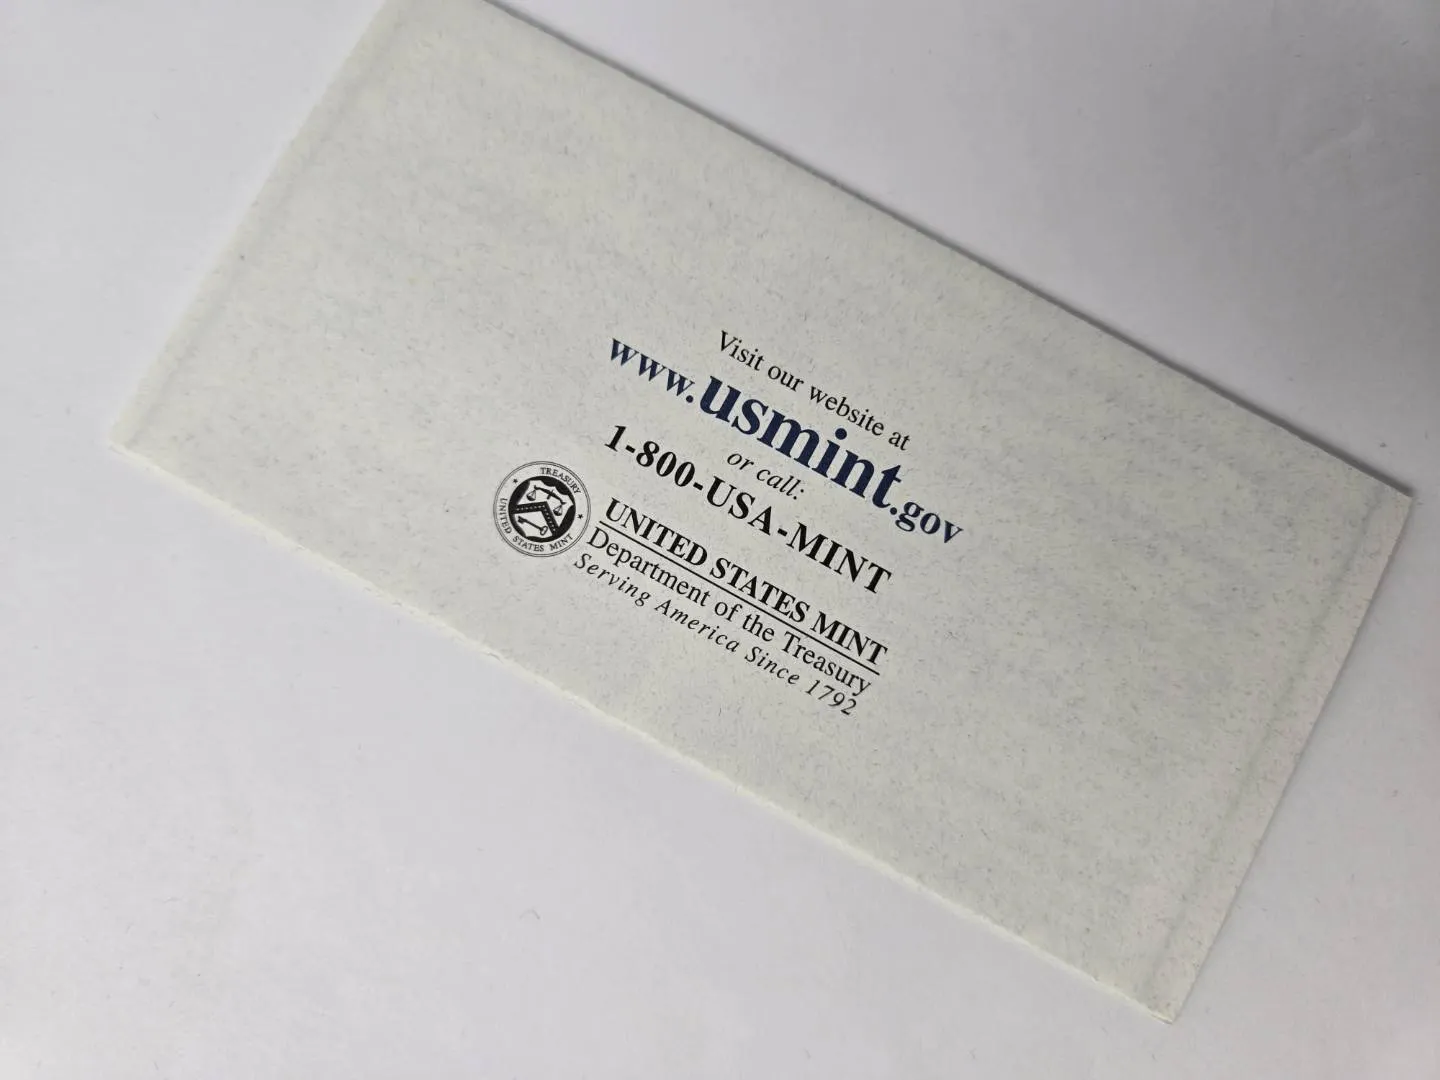 Visit our website at
www.usmint.gov
or call:
1-800-USA-MINT
TREASURY
UNITED STATES MINT
UNITED STATES MINT
Department of the Treasury
Serving America Since 1792